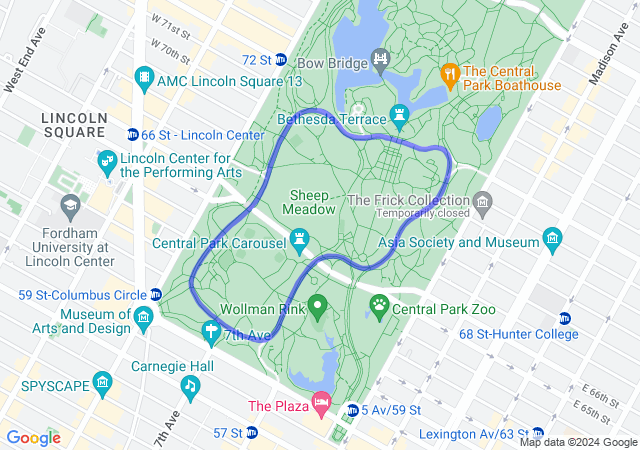 West End Ave
W 71st St
W 70th St
72 St
Bow Bridge
Madison Ave
The Central
Park Boathouse
AMC Lincoln Square 13
LINCOLN
SQUARE
Bethesda Terrace
66 St - Lincoln Center
Lincoln Center for
the Performing Arts
Sheep
Meadow
The Frick Collection
Temporarily closed
Fordham
University at
Lincoln Center
Central Park Carousel
Asia Society and Museum
59 St-Columbus Circle
Museum of
Arts and Design
Wollman Rink
Central Park Zoo
7th Ave
68 St-Hunter College
Carnegie Hall
SPYSCAPE
The Plaza
5 Av/59 St
E 66th St
E 65th St
7th Ave
57 St
Lexington Av/63 St
Google
Map data ©2024 Google